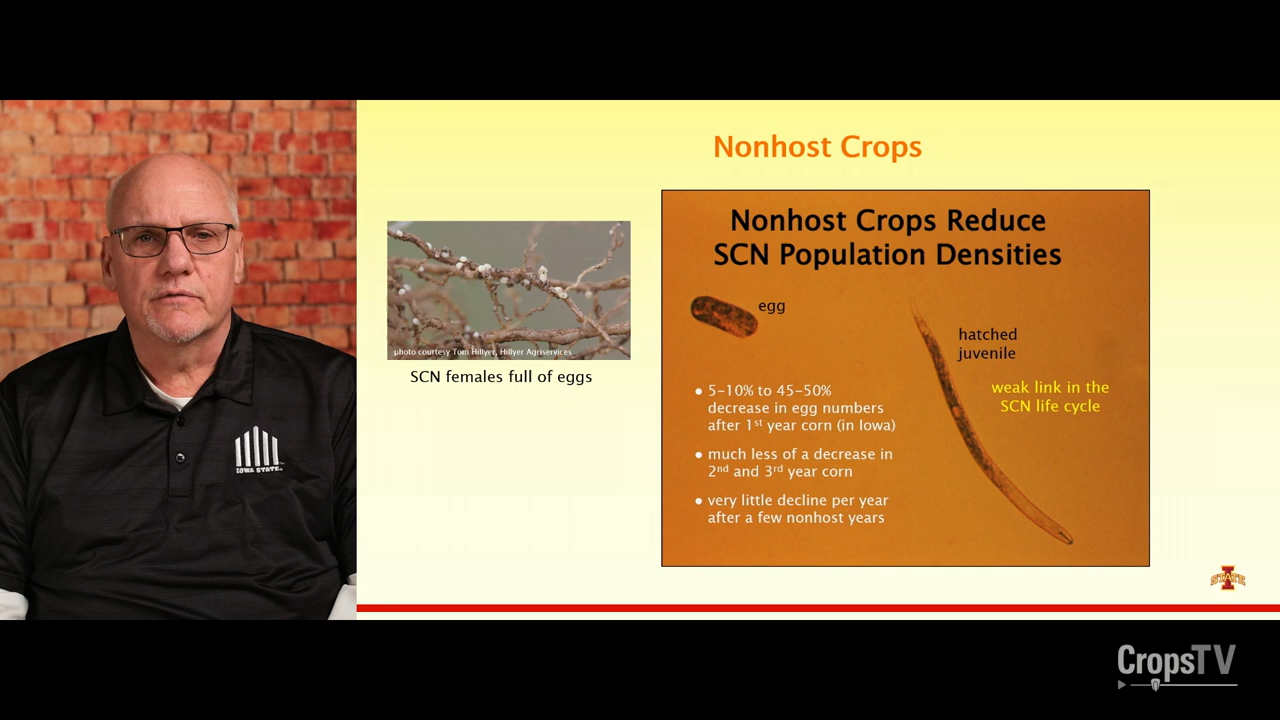 Nonhost Crops
Nonhost Crops Reduce
SCN Population Densities
egg
hatched
juvenile
weak link in the
SCN life cycle
photo courtesy Tom Hillyer, Hillyer Agriservices
SCN females full of eggs
• 5-10% to 45-50%
decrease in egg numbers
after 1st year corn (in Iowa)
• much less of a decrease in
2nd and 3rd year corn
• very little decline per year
after a few nonhost years
IOWA STATE
STATE
CropsTV